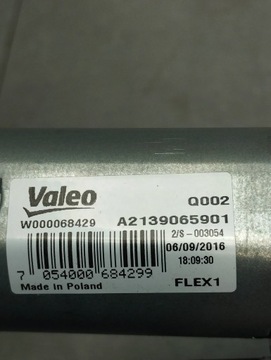 Valeo
Q002
W000068429
A2139065901
2/S-003054
06/09/2016
18:09:30
7 054000 684299
Made in Poland
FLEX1